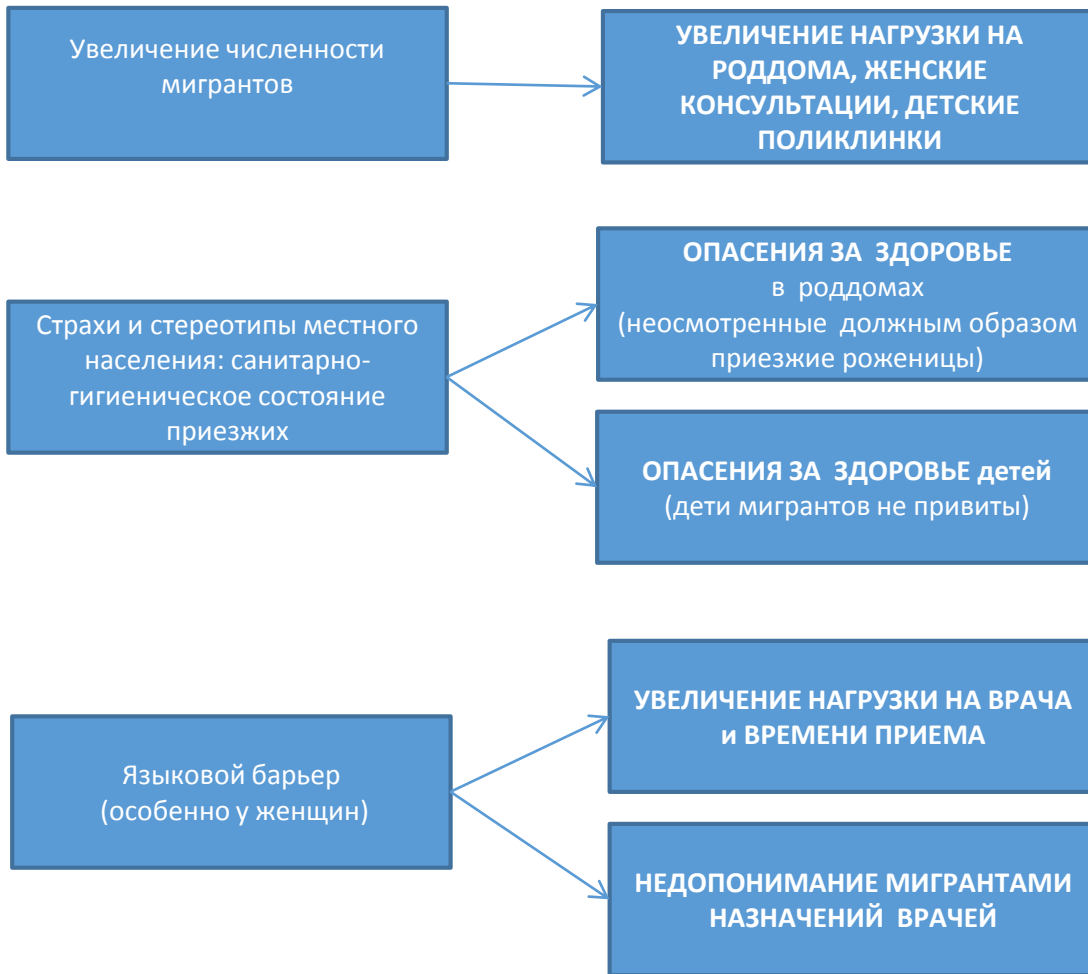 Увеличение численности
мигрантов
УВЕЛИЧЕНИЕ НАГРУЗКИ НА
РОДДОМА, ЖЕНСКИЕ
КОНСУЛЬТАЦИИ, ДЕТСКИЕ
ПОЛИКЛИНКИ
Страхи и стереотипы местного
населения: санитарно-
гигиеническое состояние
приезжих
ОПАСЕНИЯ ЗА ЗДОРОВЬЕ
в роддомах
(неосмотренные должным образом
приезжие роженицы)
ОПАСЕНИЯ ЗА ЗДОРОВЬЕ детей
(дети мигрантов не привиты)
Языковой барьер
(особенно у женщин)
УВЕЛИЧЕНИЕ НАГРУЗКИ НА ВРАЧА
и ВРЕМЕНИ ПРИЕМА
НЕДОПОНИМАНИЕ МИГРАНТАМИ
НАЗНАЧЕНИЙ ВРАЧЕЙ